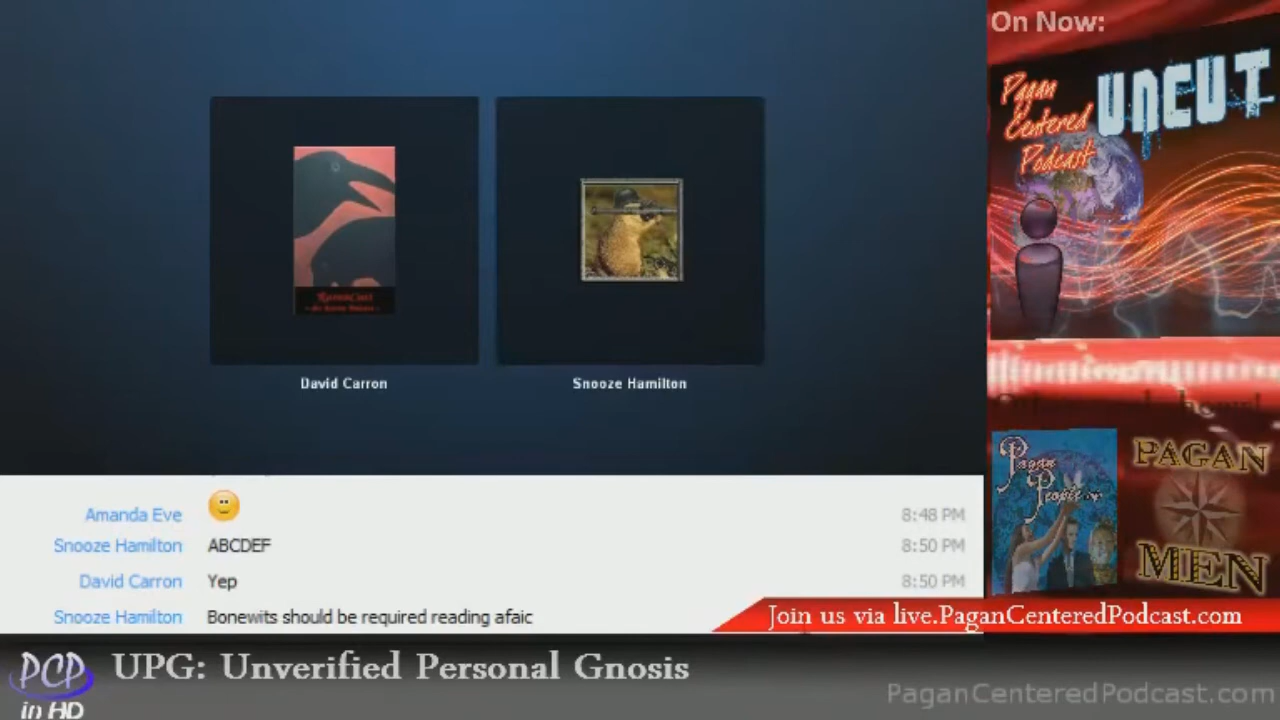 On Now:
Pagan
Centered
Podcast
UNCUT
RavenCast
David Carron
Snooze Hamilton
Amanda Eve
8:48 PM
Snooze Hamilton ABCDEF 8:50 PM
David Carron Yep 8:50 PM
Snooze Hamilton Bonewits should be required reading afaic
Pagan
People
PAGAN
MEN
Join us via live.PaganCenteredPodcast.com
PCP
in HD
UPG: Unverified Personal Gnosis
PaganCenteredPodcast.com